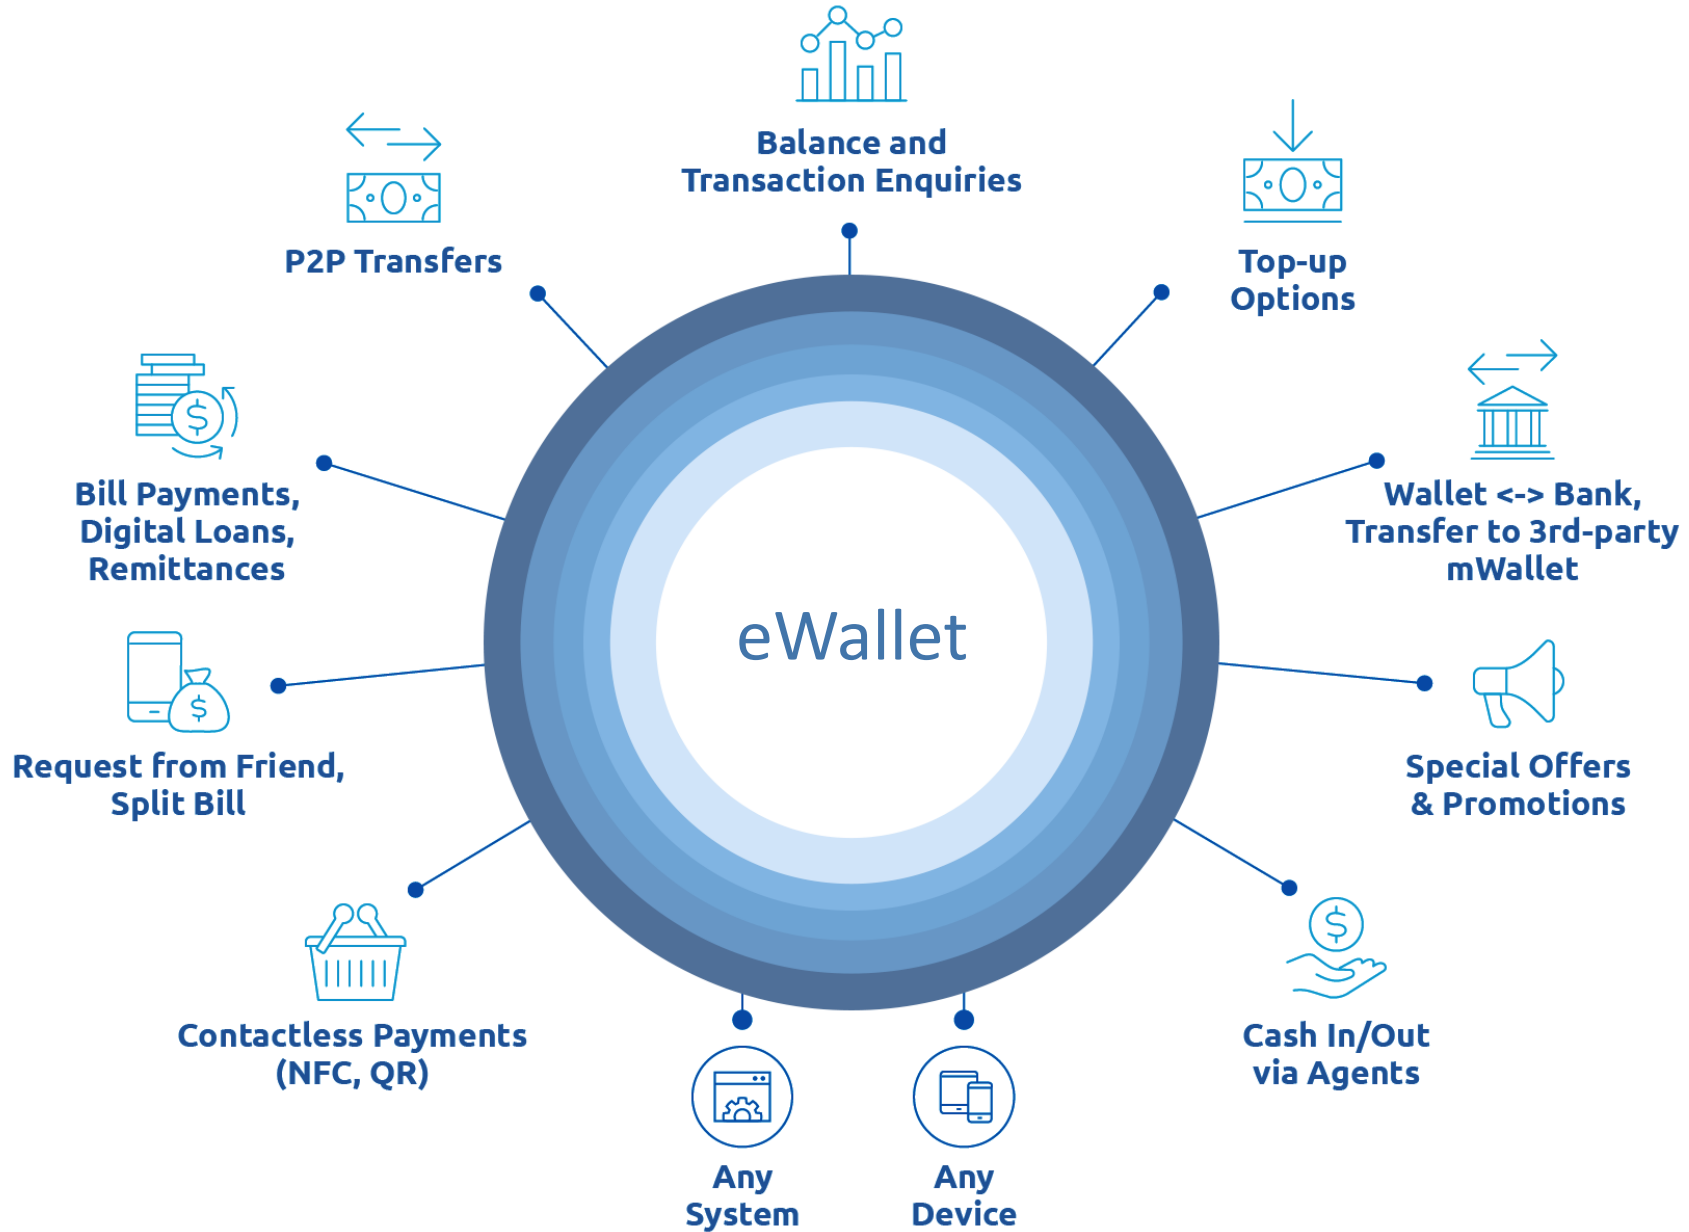 Balance and
Transaction Enquiries
P2P Transfers
Top-up
Options
Bill Payments,
Digital Loans,
Remittances
Wallet <-> Bank,
Transfer to 3rd-party
mWallet
eWallet
Request from Friend,
Split Bill
Special Offers
& Promotions
Contactless Payments
(NFC, QR)
Cash In/Out
via Agents
Any
System
Any
Device